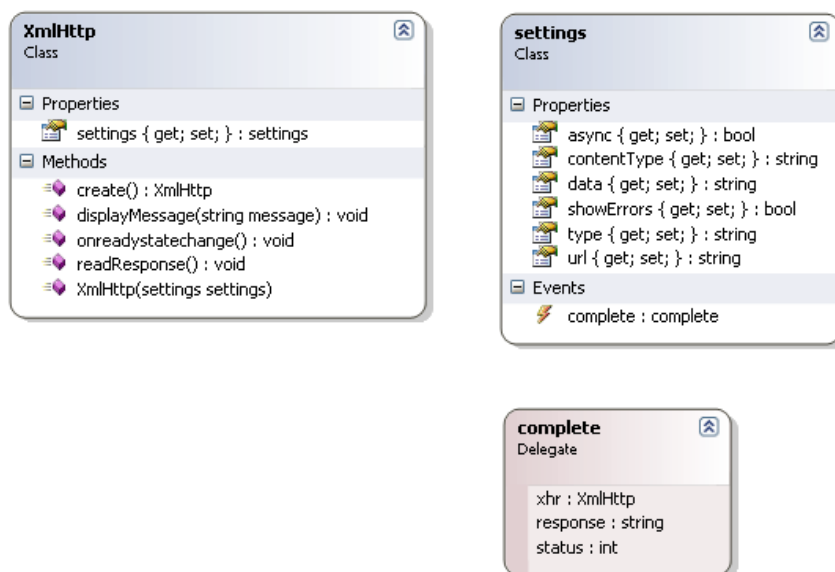 XmlHttp
Class
Properties
settings { get; set; } : settings
Methods
create() : XmlHttp
displayMessage(string message) : void
onreadystatechange() : void
readResponse() : void
XmlHttp(settings settings)
settings
Class
Properties
async { get; set; } : bool
contentType { get; set; } : string
data { get; set; } : string
showErrors { get; set; } : bool
type { get; set; } : string
url { get; set; } : string
Events
complete : complete
complete
Delegate
xhr : XmlHttp
response : string
status : int